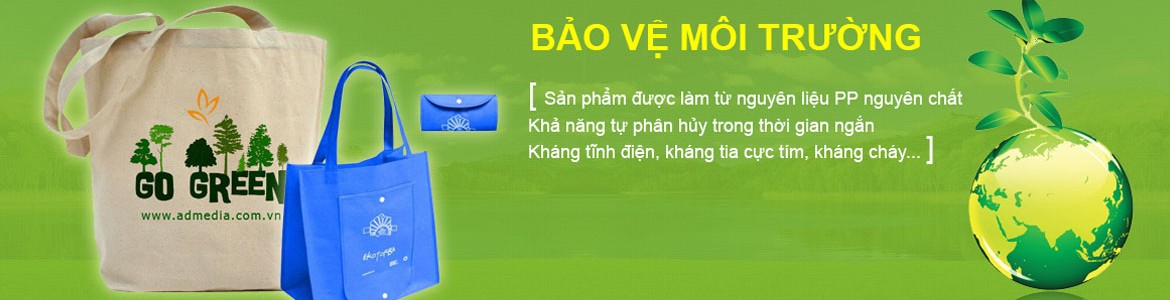 BẢO VỆ MÔI TRƯỜNG
[ Sản phẩm được làm từ nguyên liệu PP nguyên chất
Khả năng tự phân hủy trong thời gian ngắn
Kháng tĩnh điện, kháng tia cực tím, kháng cháy... ]
GO GREEN
www.admedia.com.vn